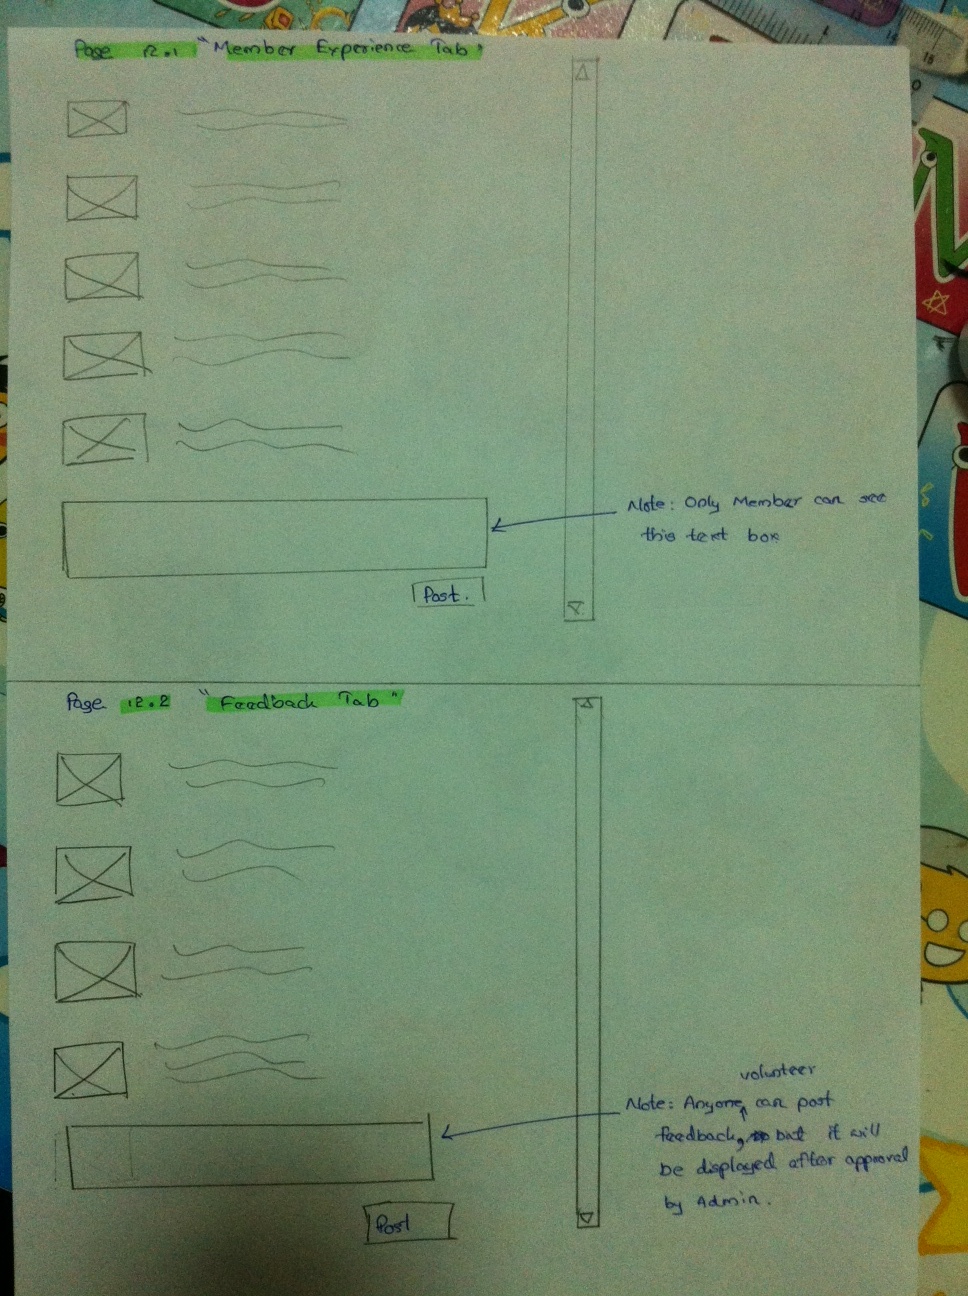 Page 12.1 "Member Experience Tab"
Note: Only Member can see
this text box
Post.
Page 12.2 "Feedback Tab"
volunteer
Note: Anyone can post
feedback, but it will
be displayed after approval
by Admin.
Post